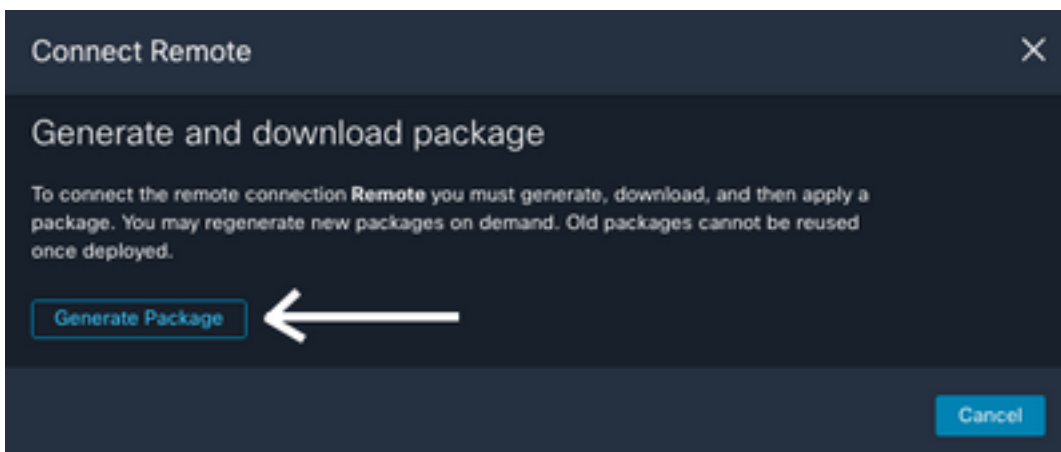 Connect Remote
Generate and download package
To connect the remote connection Remote you must generate, download, and then apply a
package. You may regenerate new packages on demand. Old packages cannot be reused
once deployed.
Generate Package
Cancel